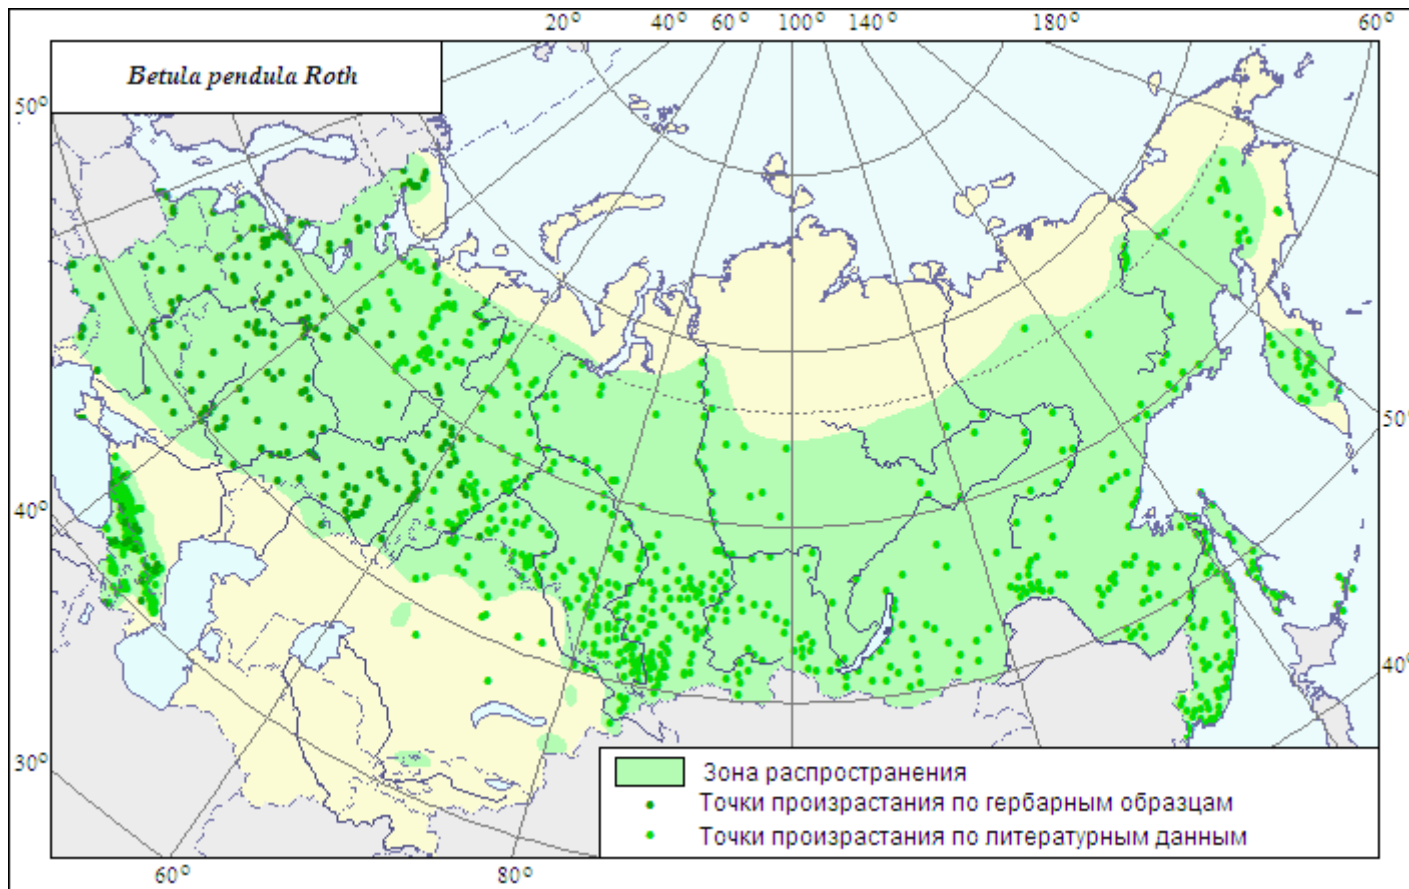 20° 40° 60° 100° 140° 180° 60°
Betula pendula Roth
50°
50°
40°
40°
30°
Зона распространения
Точки произрастания по гербарным образцам
Точки произрастания по литературным данным
60° 80°